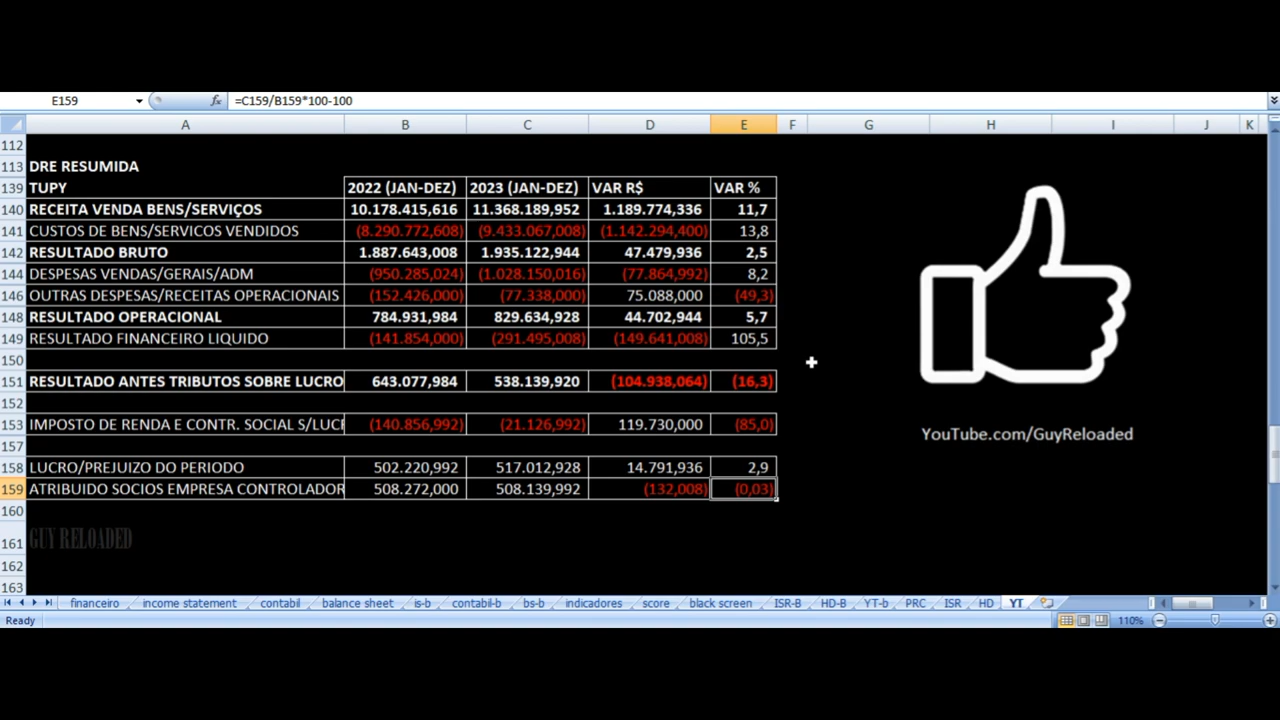 E159 fx =C159/B159*100-100
A B C D E F G H I J K
112
113 DRE RESUMIDA
139 TUPY 2022 (JAN-DEZ) 2023 (JAN-DEZ) VAR R$ VAR %
140 RECEITA VENDA BENS/SERVIÇOS 10.178.415,616 11.368.189,952 1.189.774,336 11,7
141 CUSTOS DE BENS/SERVICOS VENDIDOS (8.290.772,608) (9.433.067,008) (1.142.294,400) 13,8
142 RESULTADO BRUTO 1.887.643,008 1.935.122,944 47.479,936 2,5
144 DESPESAS VENDAS/GERAIS/ADM (950.285,024) (1.028.150,016) (77.864,992) 8,2
146 OUTRAS DESPESAS/RECEITAS OPERACIONAIS (152.426,000) (77.338,000) 75.088,000 (49,3)
148 RESULTADO OPERACIONAL 784.931,984 829.634,928 44.702,944 5,7
149 RESULTADO FINANCEIRO LIQUIDO (141.854,000) (291.495,008) (149.641,008) 105,5
150
151 RESULTADO ANTES TRIBUTOS SOBRE LUCRO 643.077,984 538.139,920 (104.938,064) (16,3)
152
153 IMPOSTO DE RENDA E CONTR. SOCIAL S/LUCR (140.856,992) (21.126,992) 119.730,000 (85,0)
157
158 LUCRO/PREJUIZO DO PERIODO 502.220,992 517.012,928 14.791,936 2,9
159 ATRIBUIDO SOCIOS EMPRESA CONTROLADOR 508.272,000 508.139,992 (132,008) (0,03)
160
161 GUY RELOADED
162
163
YouTube.com/GuyReloaded
financeiro income statement contabil balance sheet is-b contabil-b bs-b indicadores score black screen ISR-B HD-B YT-b PRC ISR HD YT
Ready 110%